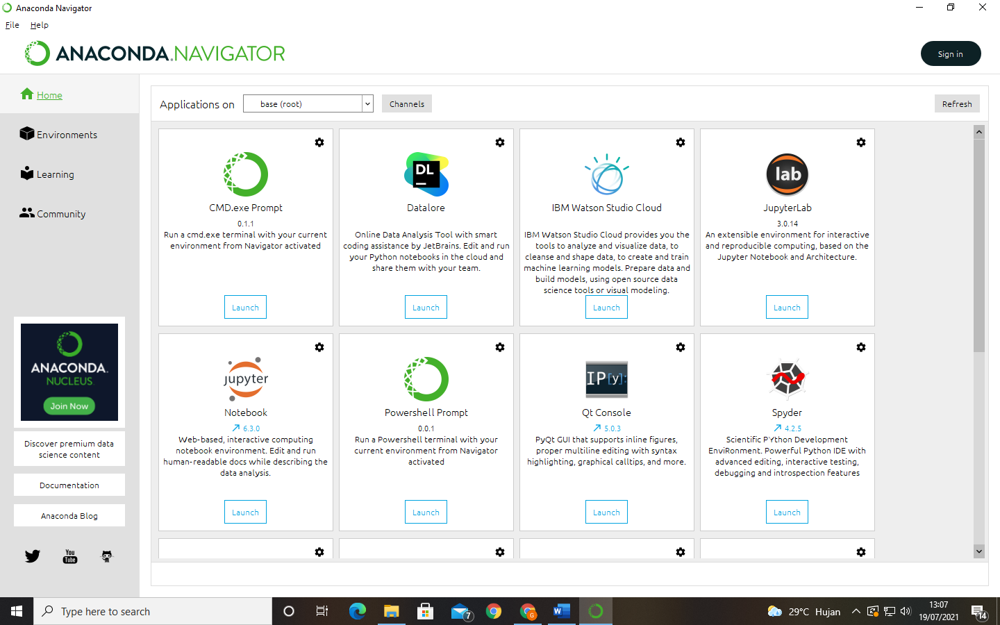 Anaconda Navigator
File Help
ANACONDA.NAVIGATOR
Sign in
Home
Environments
Learning
Community
Applications on
base (root)
Channels
Refresh
CMD.exe Prompt
0.1.1
Run a cmd.exe terminal with your current
environment from Navigator activated
Launch
DL
Datalore
Online Data Analysis Tool with smart
coding assistance by JetBrains. Edit and run
your Python notebooks in the cloud and
share them with your team.
Launch
IBM Watson Studio Cloud
IBM Watson Studio Cloud provides you the
tools to analyze and visualize data, to
cleanse and shape data, to create and train
machine learning models. Prepare data and
build models, using open source data
science tools or visual modeling.
Launch
lab
JupyterLab
3.0.14
An extensible environment for interactive
and reproducible computing, based on the
Jupyter Notebook and Architecture.
Launch
jupyter
Notebook
6.3.0
Web-based, interactive computing
notebook environment. Edit and run
human-readable docs while describing the
data analysis.
Launch
Powershell Prompt
0.0.1
Run a Powershell terminal with your
current environment from Navigator
activated
Launch
IP[y]:
Qt Console
5.0.3
PyQt GUI that supports inline figures,
proper multiline editing with syntax
highlighting, graphical calltips, and more.
Launch
Spyder
4.2.5
Scientific PYthon Development
EnviRonment. Powerful Python IDE with
advanced editing, interactive testing,
debugging and introspection features
Launch
ANACONDA.
NUCLEUS
Join Now
Discover premium data
science content
Documentation
Anaconda Blog
You
Tube
Type here to search
7
G
W
29°C Hujan
13:07
19/07/2021
14